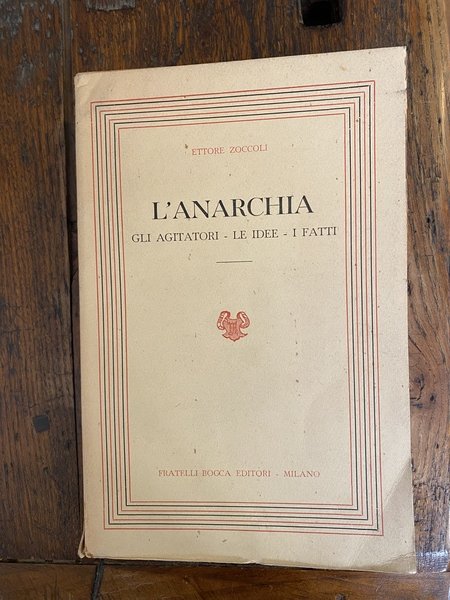 ETTORE ZOCCOLI
L'ANARCHIA
GLI AGITATORI - LE IDEE - I FATTI
FRATELLI BOCCA EDITORI - MILANO